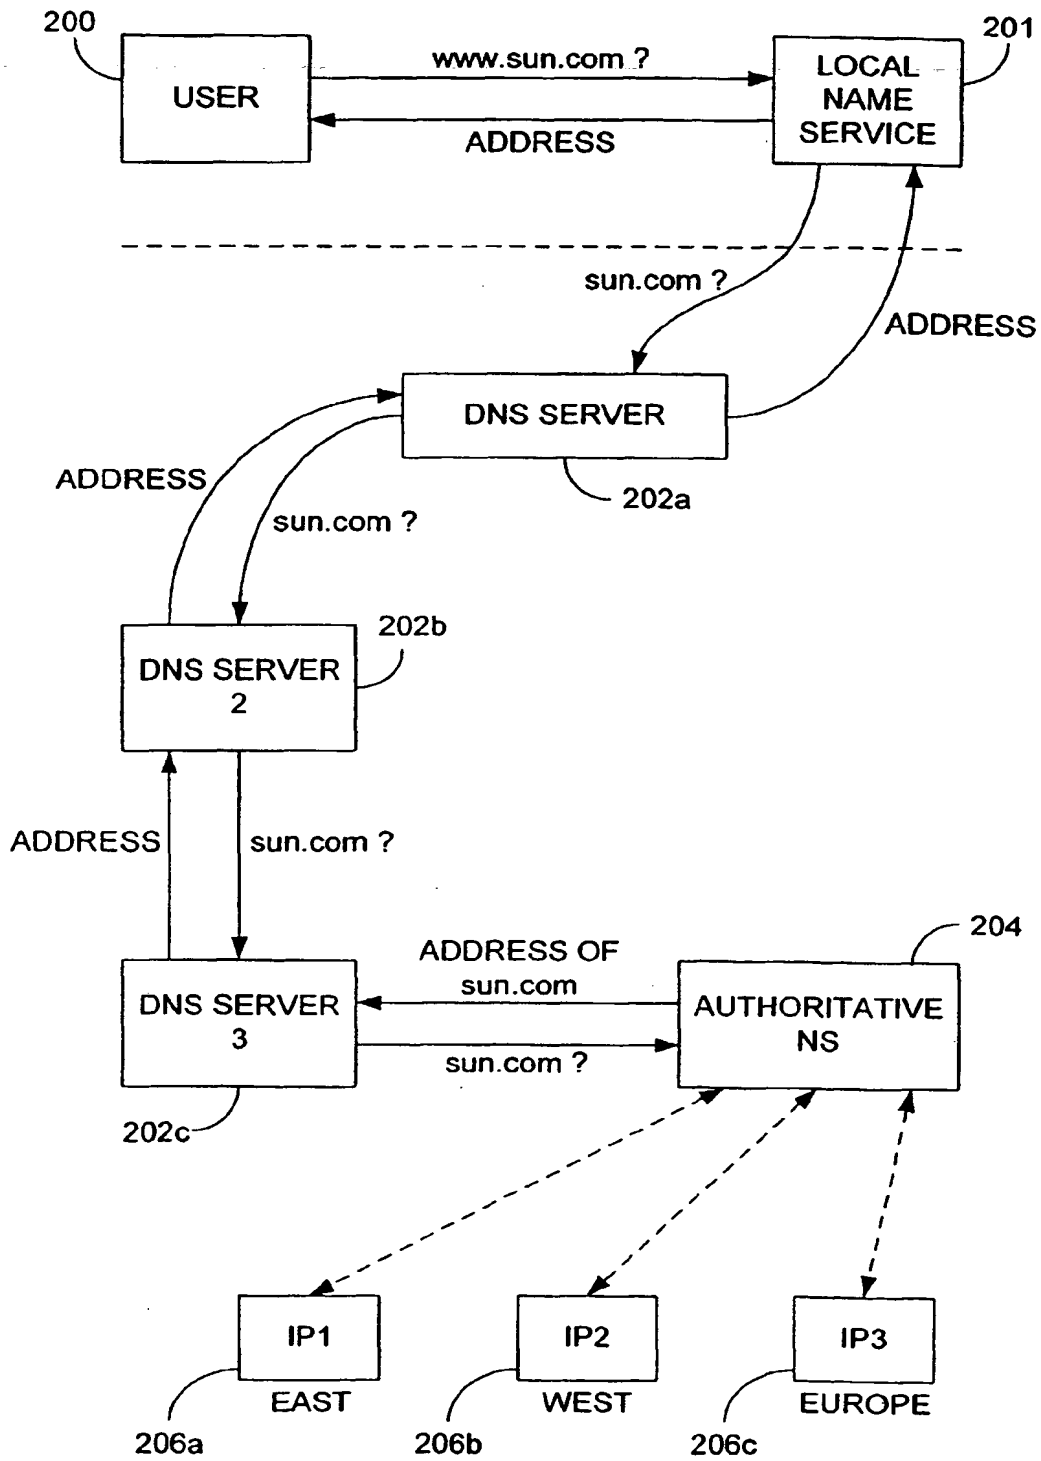 200
201
www.sun.com ?
USER
LOCAL
NAME
SERVICE
ADDRESS
sun.com ?
ADDRESS
DNS SERVER
ADDRESS
202a
sun.com ?
202b
DNS SERVER
2
ADDRESS
sun.com ?
204
ADDRESS OF
sun.com
DNS SERVER
3
AUTHORITATIVE
NS
sun.com ?
202c
IP1
IP2
IP3
EAST
WEST
EUROPE
206a
206b
206c